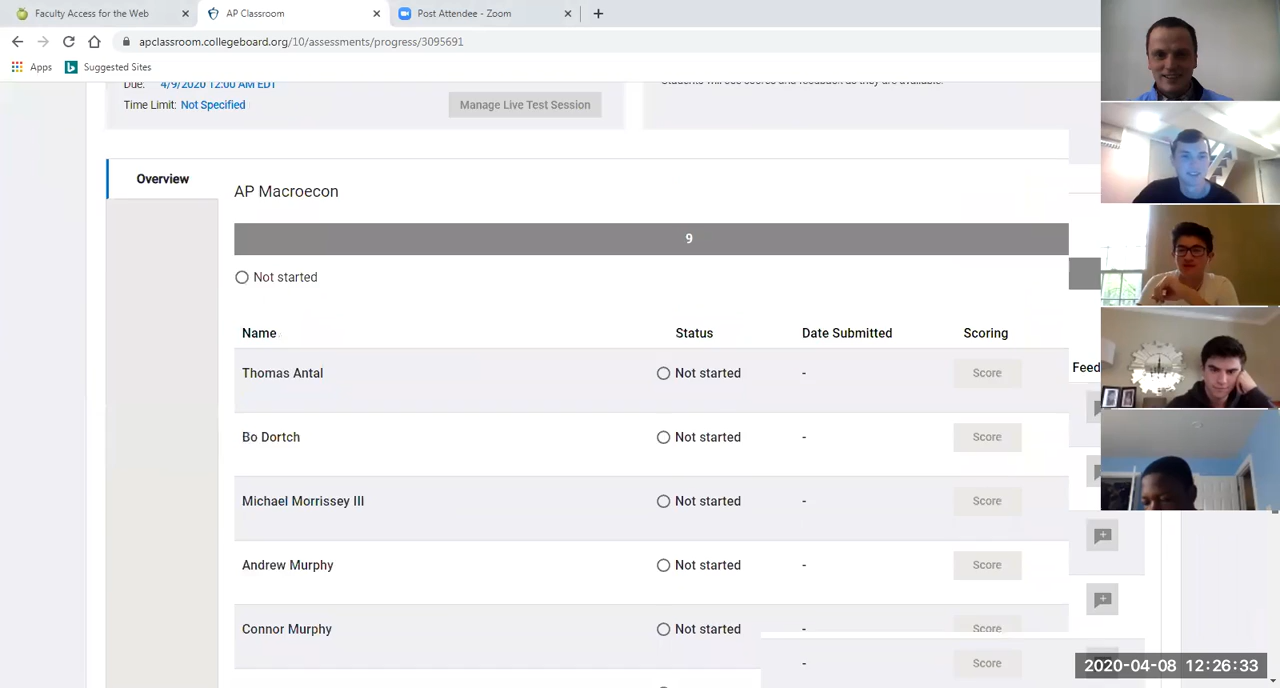 Faculty Access for the Web
AP Classroom
Post Attendee - Zoom
apclassroom.collegeboard.org/10/assessments/progress/3095691
Apps
Suggested Sites
Due: 4/9/2020 12:00 AM EDT
Time Limit: Not Specified
Manage Live Test Session
Overview
AP Macroecon
9
Not started
Name Status Date Submitted Scoring
Feed
Thomas Antal Not started - Score
Bo Dortch Not started - Score
Michael Morrissey III Not started - Score
Andrew Murphy Not started - Score
Connor Murphy Not started - Score
- Score
2020-04-08 12:26:33